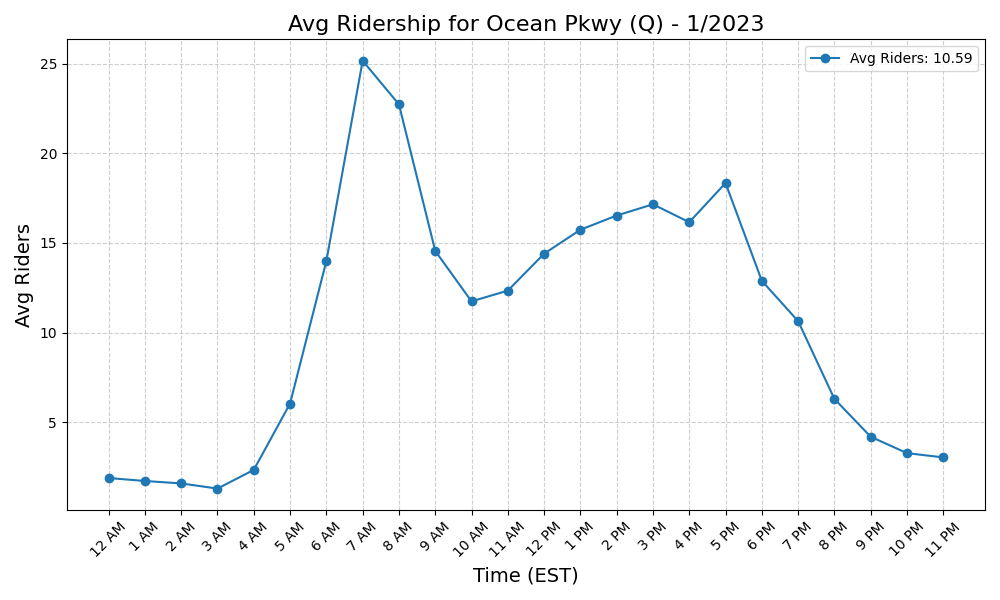 Avg Ridership for Ocean Pkwy (Q) - 1/2023
Avg Riders: 10.59
Avg Riders
25
20
15
10
5
12 AM
1 AM
2 AM
3 AM
4 AM
5 AM
6 AM
7 AM
8 AM
9 AM
10 AM
11 AM
12 PM
1 PM
2 PM
3 PM
4 PM
5 PM
6 PM
7 PM
8 PM
9 PM
10 PM
11 PM
Time (EST)